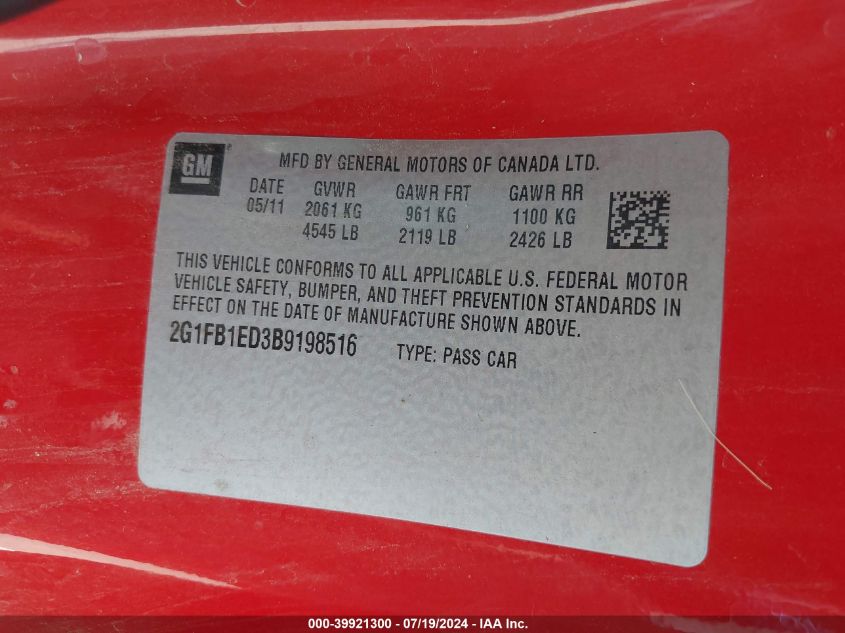 GM
MFD BY GENERAL MOTORS OF CANADA LTD.
DATE GVWR GAWR FRT GAWR RR
05/11 2061 KG 961 KG 1100 KG
4545 LB 2119 LB 2426 LB
THIS VEHICLE CONFORMS TO ALL APPLICABLE U.S. FEDERAL MOTOR
VEHICLE SAFETY, BUMPER, AND THEFT PREVENTION STANDARDS IN
EFFECT ON THE DATE OF MANUFACTURE SHOWN ABOVE.
2G1FB1ED3B9198516 TYPE: PASS CAR
000-39921300 - 07/19/2024 - IAA Inc.